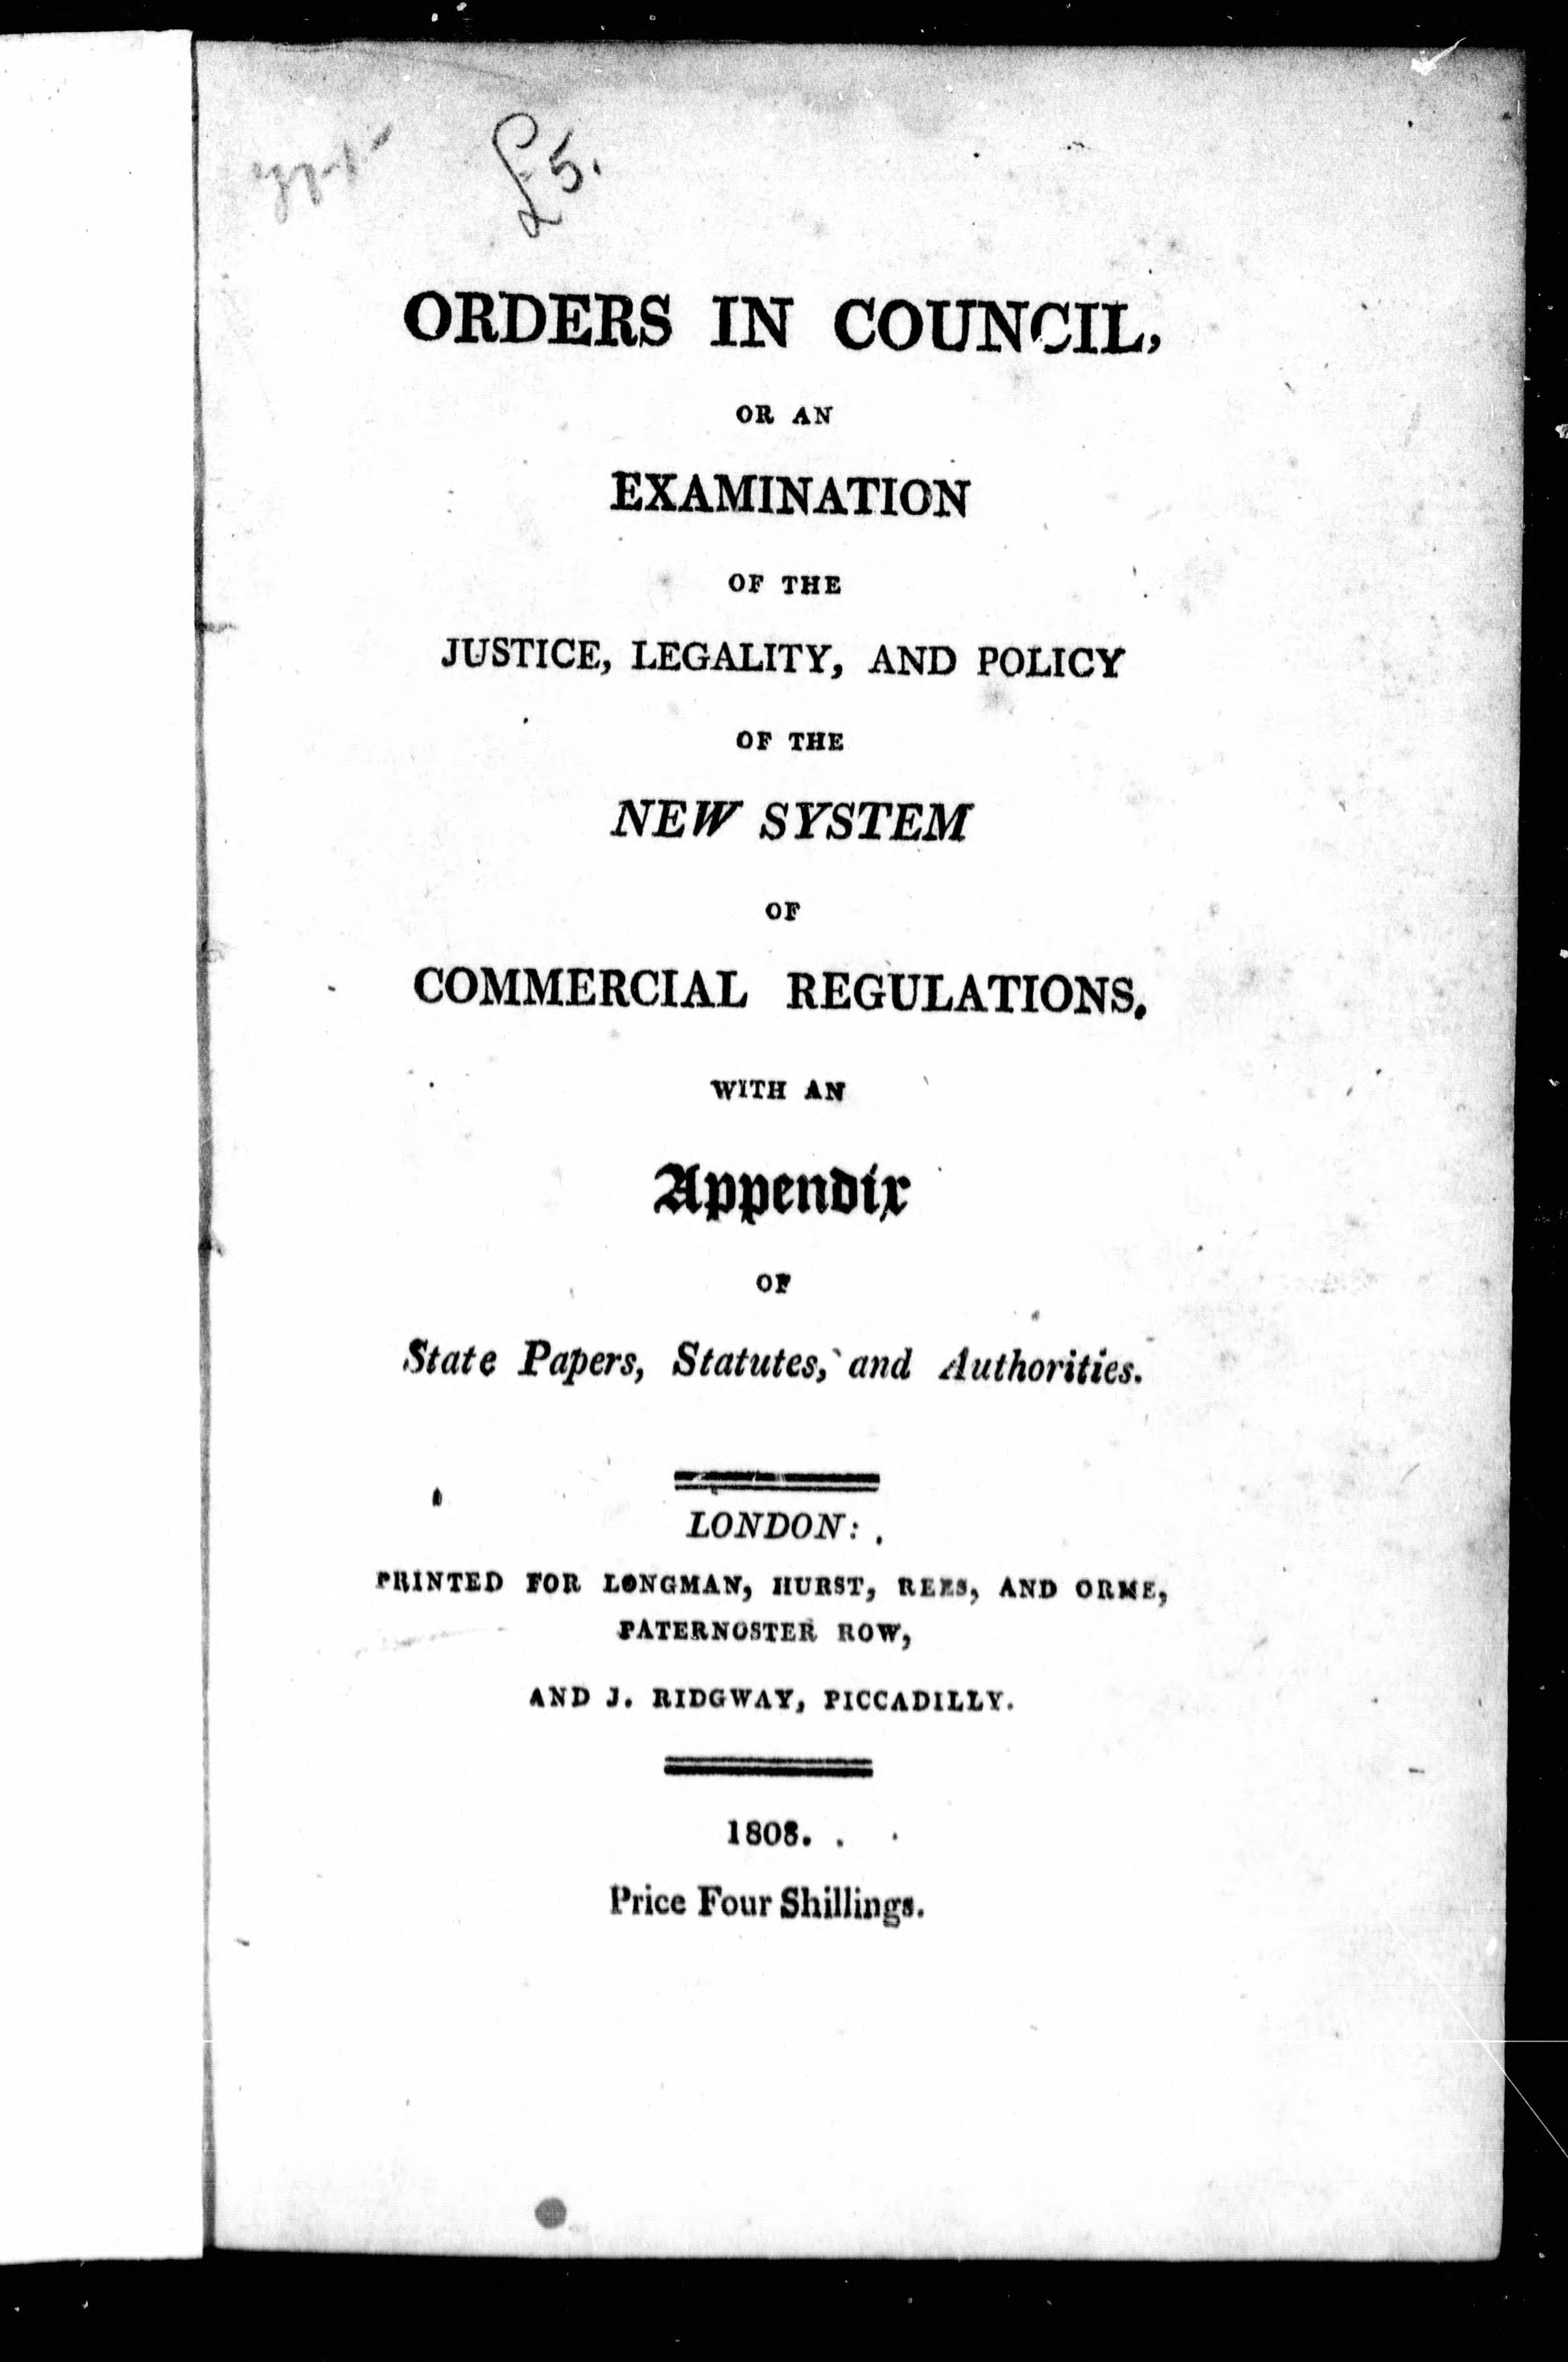 £5.
ORDERS IN COUNCIL,
OR AN
EXAMINATION
OF THE
JUSTICE, LEGALITY, AND POLICY
OF THE
NEW SYSTEM
OF
COMMERCIAL REGULATIONS.
WITH AN
Appendix
OF
State Papers, Statutes, and Authorities.
LONDON:
PRINTED FOR LONGMAN, HURST, REES, AND ORME,
PATERNOSTER ROW,
AND J. RIDGWAY, PICCADILLY.
1808.
Price Four Shillings.